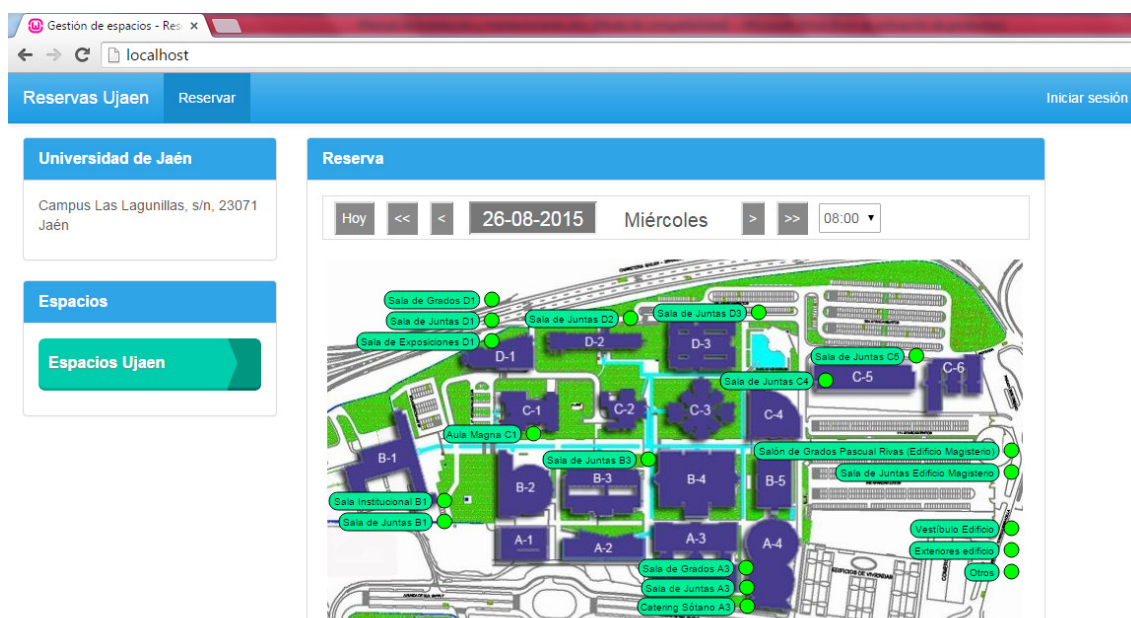 Gestión de espacios - Res
localhost
Reservas Ujaen
Reservar
Iniciar sesión
Universidad de Jaén
Campus Las Lagunillas, s/n, 23071
Jaén
Espacios
Espacios Ujaen
Reserva
Hoy << < 26-08-2015 Miércoles > >> 08:00
Sala de Grados D1
Sala de Juntas D1
Sala de Juntas D2
Sala de Juntas D3
Sala de Exposiciones D1
D-1
D-2
D-3
Sala de Juntas C5
C-6
Sala de Juntas C4
C-5
C-1
C-2
C-3
C-4
Aula Magna C1
Salón de Grados Pascual Rivas (Edificio Magisterio)
B-1
Sala de Juntas B3
Sala de Juntas Edificio Magisterio
B-2
B-3
B-4
B-5
Sala Institucional B1
Sala de Juntas B1
Vestíbulo Edificio
A-1
A-2
A-3
A-4
Exteriores edificio
Sala de Grados A3
EDIFICIOS DE VIVIENDAS
Otros
Sala de Juntas A3
Catering Sótano A3